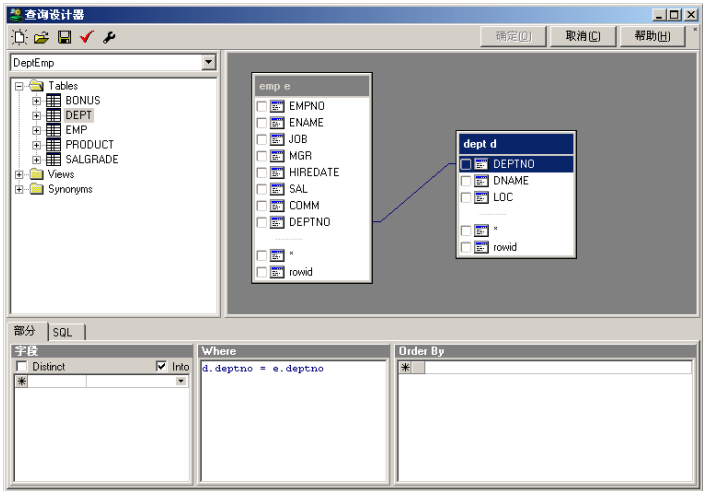 查询设计器
确定(O)
取消(C)
帮助(H)
DeptEmp
Tables
BONUS
DEPT
EMP
PRODUCT
SALGRADE
Views
Synonyms
emp e
EMPNO
ENAME
JOB
MGR
HIREDATE
SAL
COMM
DEPTNO
*
rowid
dept d
DEPTNO
DNAME
LOC
*
rowid
部分
SQL
字段
Distinct
Into
Where
d.deptno = e.deptno
Order By